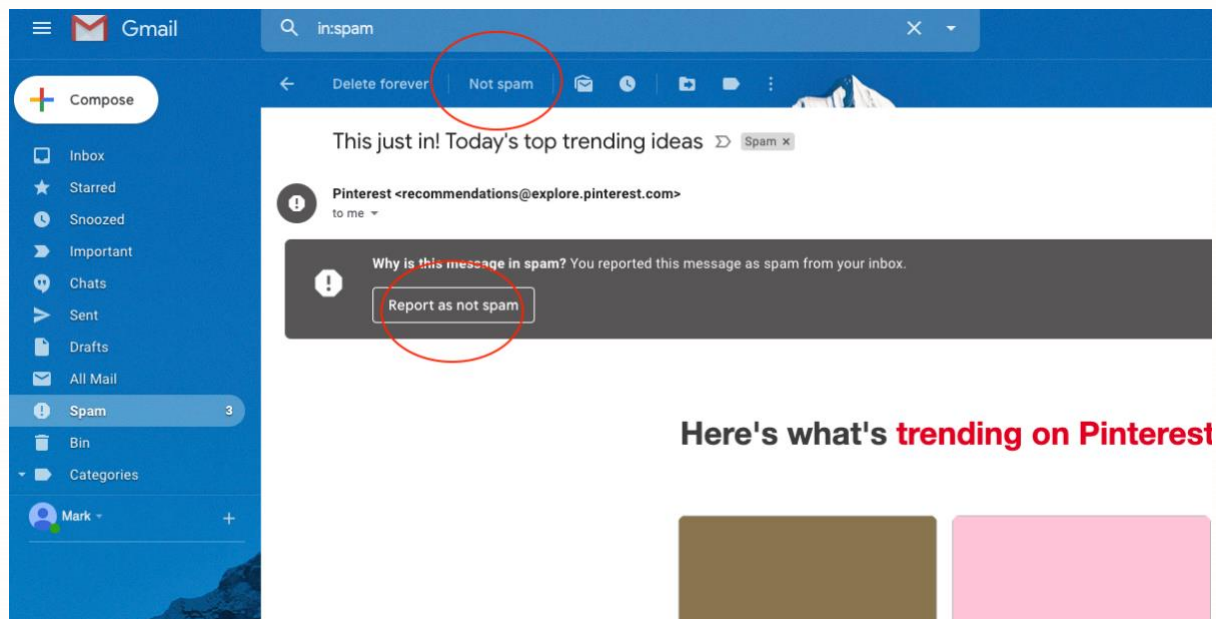 Gmail
in:spam
Compose
Delete forever
Not spam
Inbox
Starred
Snoozed
Important
Chats
Sent
Drafts
All Mail
Spam 3
Bin
Categories
Mark
This just in! Today's top trending ideas Spam x
Pinterest <recommendations@explore.pinterest.com>
to me
Why is this message in spam? You reported this message as spam from your inbox.
Report as not spam
Here's what's trending on Pinterest